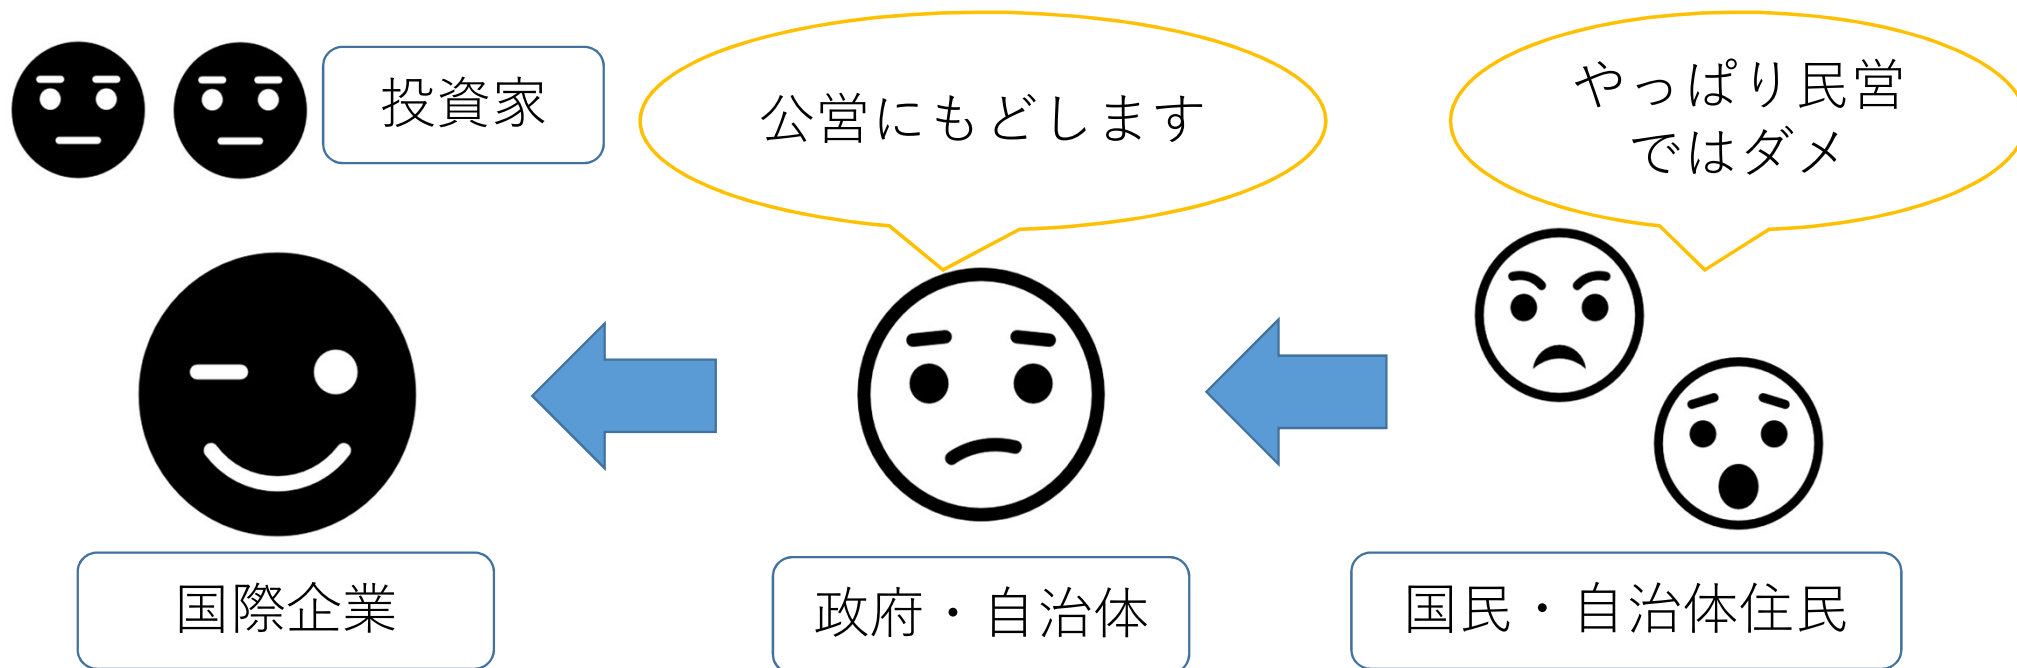 投資家
公営にもどします
やっぱり民営
ではダメ
国際企業
政府・自治体
国民・自治体住民